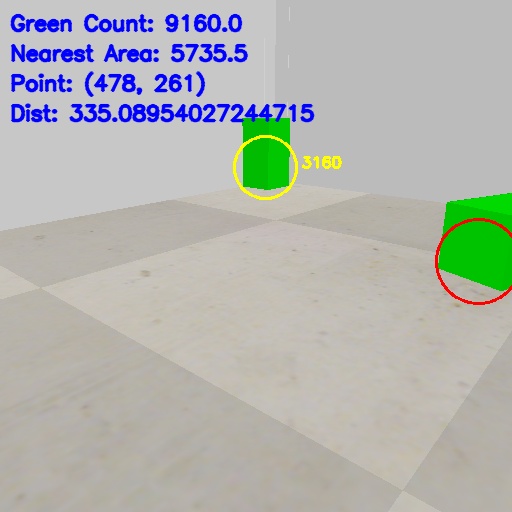 Green Count: 9160.0
Nearest Area: 5735.5
Point: (478, 261)
Dist: 335.08954027244715
3160